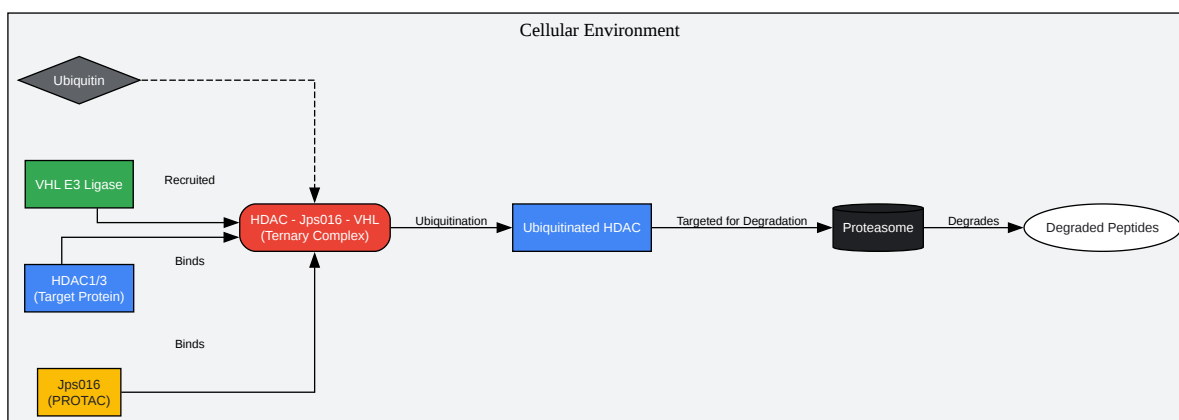 Cellular Environment
Ubiquitin
VHL E3 Ligase
Recruited
HDAC - Jps016 - VHL
(Ternary Complex)
Ubiquitination
Ubiquitinated HDAC
Targeted for Degradation
Proteasome
Degrades
Degraded Peptides
Binds
HDAC1/3
(Target Protein)
Binds
Jps016
(PROTAC)